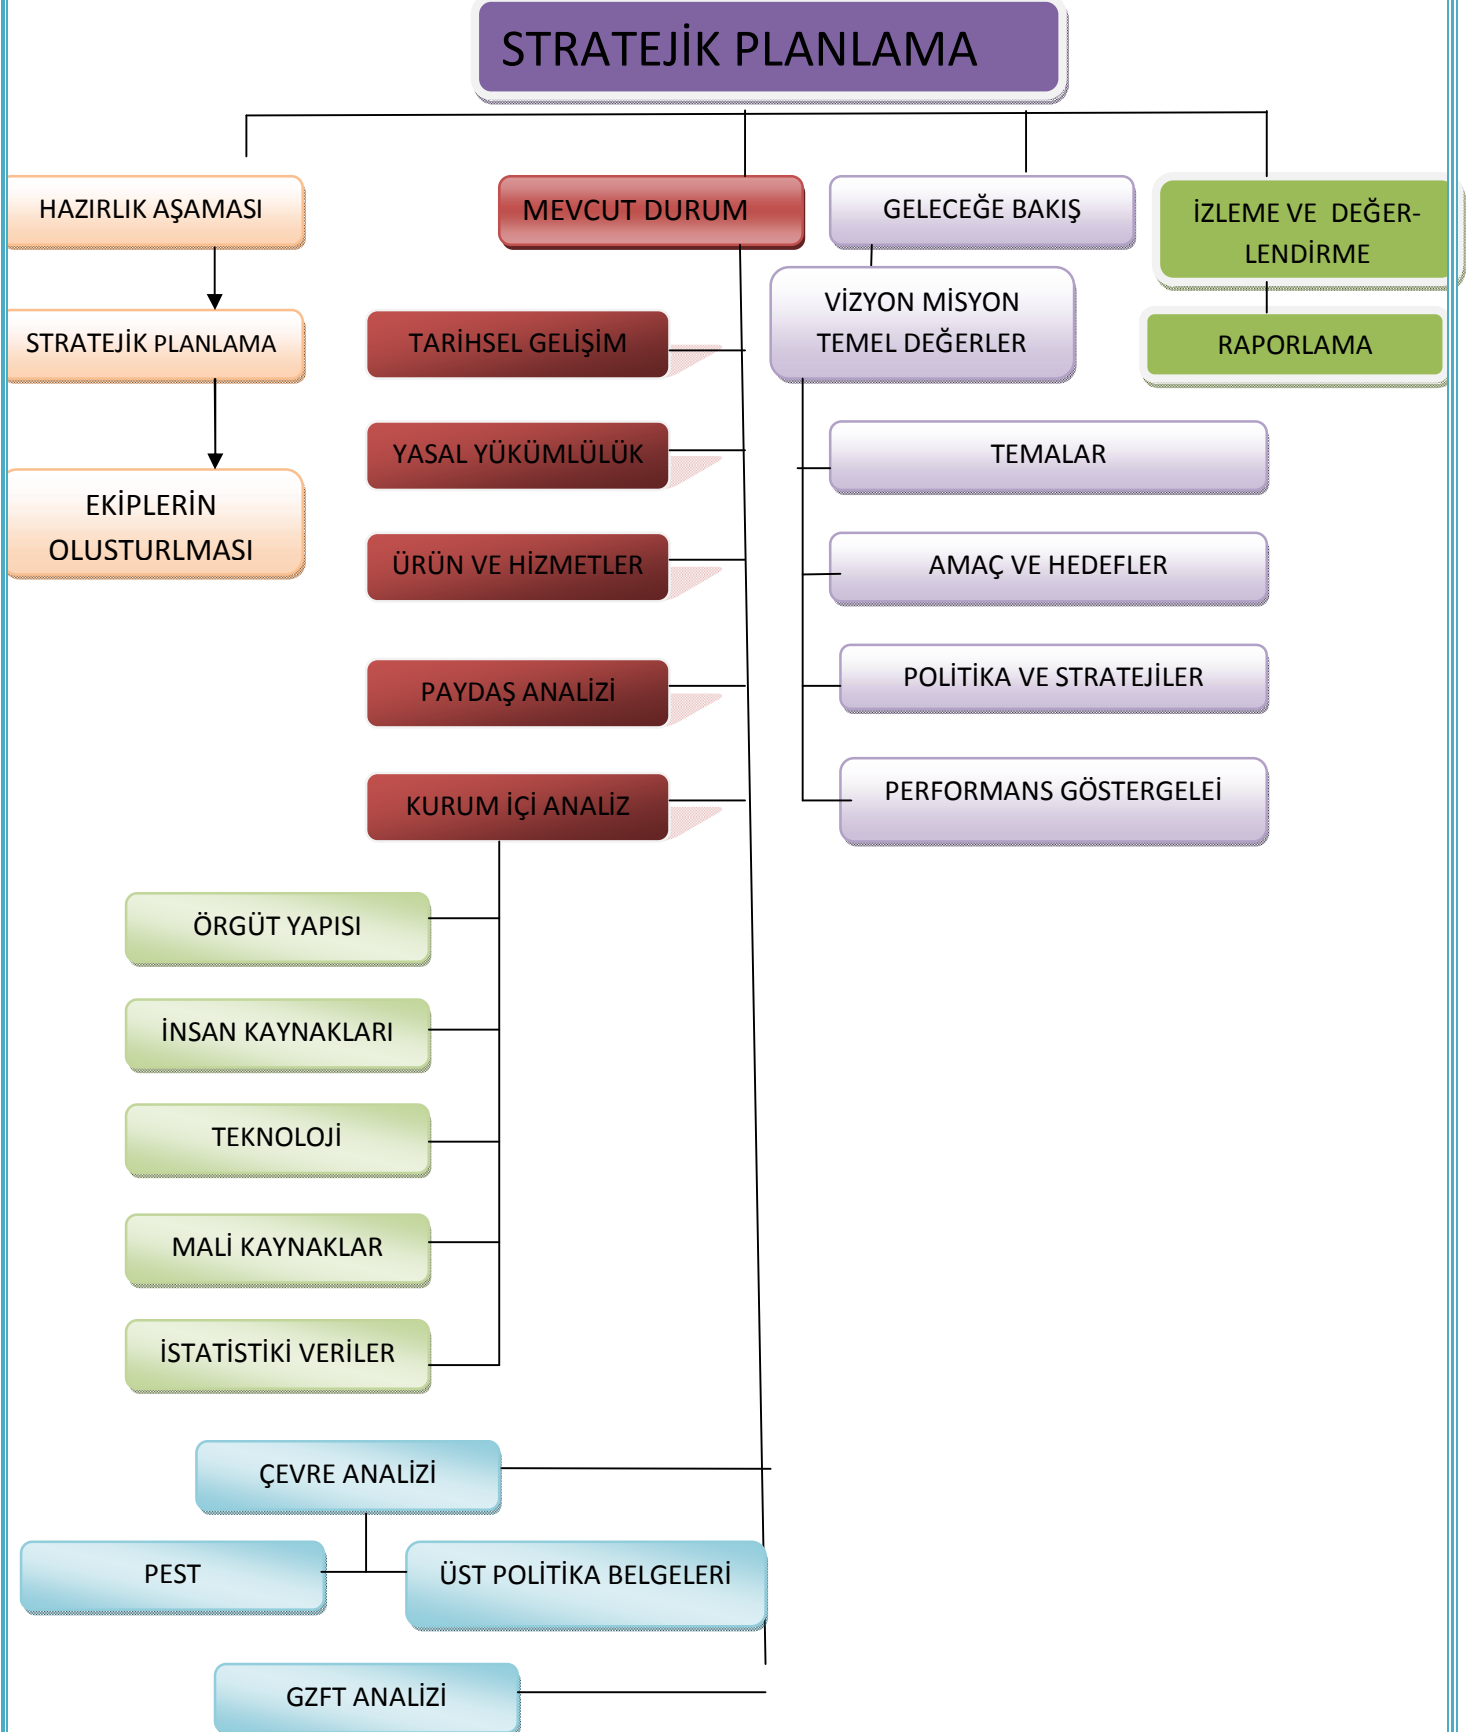 STRATEJİK PLANLAMA
HAZIRLIK AŞAMASI
MEVCUT DURUM
GELECEĞE BAKIŞ
İZLEME VE DEĞER-
LENDİRME
VİZYON MİSYON
TEMEL DEĞERLER
STRATEJİK PLANLAMA
TARİHSEL GELİŞİM
RAPORLAMA
YASAL YÜKÜMLÜLÜK
TEMALAR
EKİPLERİN
OLUSTURLMASI
ÜRÜN VE HİZMETLER
AMAÇ VE HEDEFLER
PAYDAŞ ANALİZİ
POLİTİKA VE STRATEJİLER
KURUM İÇİ ANALİZ
PERFORMANS GÖSTERGELEİ
ÖRGÜT YAPISI
İNSAN KAYNAKLARI
TEKNOLOJİ
MALİ KAYNAKLAR
İSTATİSTİKİ VERİLER
ÇEVRE ANALİZİ
PEST
ÜST POLİTİKA BELGELERİ
GZFT ANALİZİ